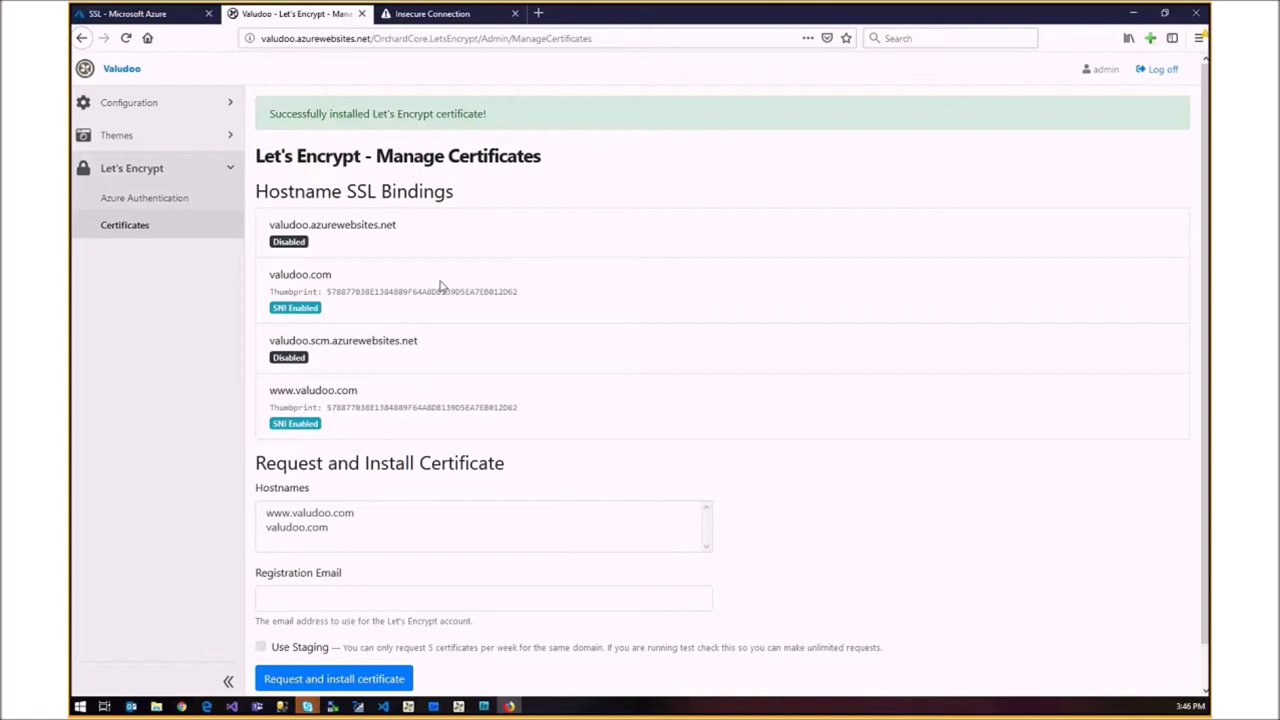 SSL - Microsoft Azure
Valudoo - Let's Encrypt - Mana
Insecure Connection
valudoo.azurewebsites.net/OrchardCore.LetsEncrypt/Admin/ManageCertificates
Search
Valudoo
admin
Log off
Configuration
Themes
Let's Encrypt
Azure Authentication
Certificates
Successfully installed Let's Encrypt certificate!
Let's Encrypt - Manage Certificates
Hostname SSL Bindings
valudoo.azurewebsites.net
Disabled
valudoo.com
Thumbprint:
SNI Enabled
valudoo.scm.azurewebsites.net
Disabled
www.valudoo.com
Thumbprint:
SNI Enabled
Request and Install Certificate
Hostnames
www.valudoo.com
valudoo.com
Registration Email
The email address to use for the Let's Encrypt account.
Use Staging — You can only request 5 certificates per week for the same domain. If you are running test check this so you can make unlimited requests.
Request and install certificate
3:46 PM